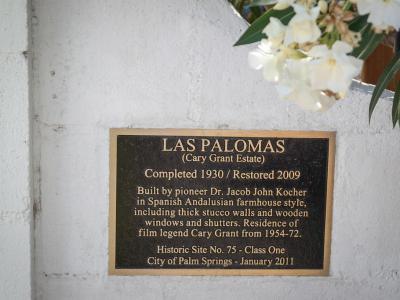 LAS PALOMAS
(Cary Grant Estate)
Completed 1930 / Restored 2009
Built by pioneer Dr. Jacob John Kocher
in Spanish Andalusian farmhouse style,
including thick stucco walls and wooden
windows and shutters. Residence of
film legend Cary Grant from 1954-72.
Historic Site No. 75 - Class One
City of Palm Springs - January 2011